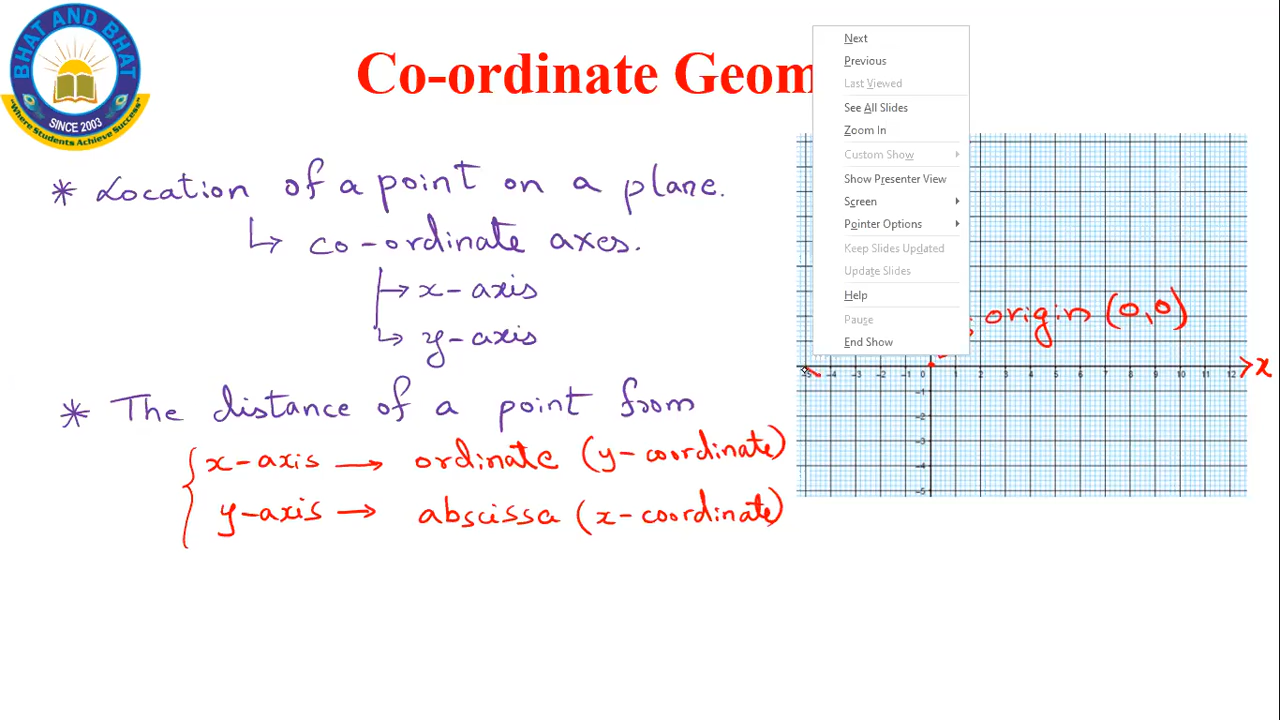 BHAT AND BHAT
SINCE 2003
"Where Students Achieve Success"
Co-ordinate Geom
* Location of a point on a plane.
↳ co-ordinate axes.
→ x-axis
↳ y-axis
* The distance of a point from
x-axis → ordinate (y-coordinate)
y-axis → abscissa (x-coordinate)
Next
Previous
Last Viewed
See All Slides
Zoom In
Custom Show
Show Presenter View
Screen
Pointer Options
Keep Slides Updated
Update Slides
Help
Pause
End Show
origin (0,0)
x
-5 -4 -3 -2 -1 0 1 2 3 4 5 6 7 8 9 10 11 12
-1
-2
-3
-4
-5